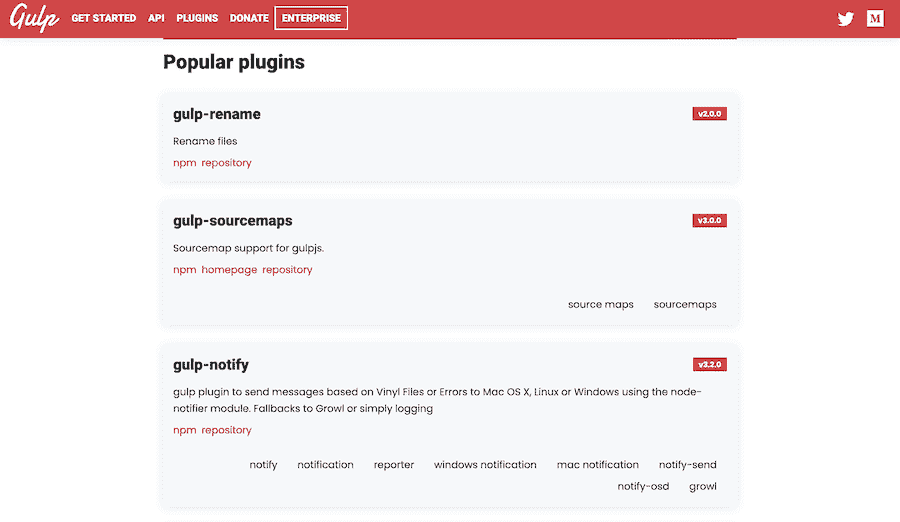 Gulp GET STARTED API PLUGINS DONATE ENTERPRISE M
Popular plugins
gulp-rename v2.0.0
Rename files
npm repository
gulp-sourcemaps v3.0.0
Sourcemap support for gulpjs.
npm homepage repository
source maps sourcemaps
gulp-notify v3.2.0
gulp plugin to send messages based on Vinyl Files or Errors to Mac OS X, Linux or Windows using the node-
notifier module. Fallbacks to Growl or simply logging
npm repository
notify notification reporter windows notification mac notification notify-send
notify-osd growl